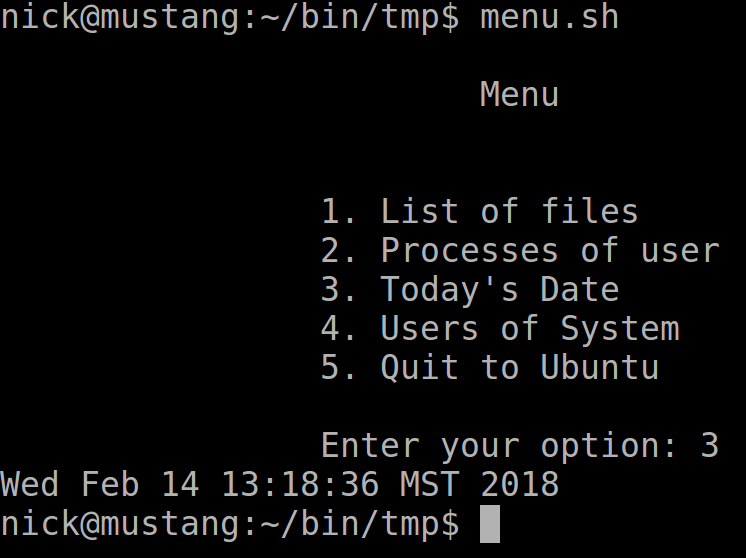 nick@mustang:~/bin/tmp$ menu.sh
Menu
1. List of files
2. Processes of user
3. Today's Date
4. Users of System
5. Quit to Ubuntu
Enter your option: 3
Wed Feb 14 13:18:36 MST 2018
nick@mustang:~/bin/tmp$